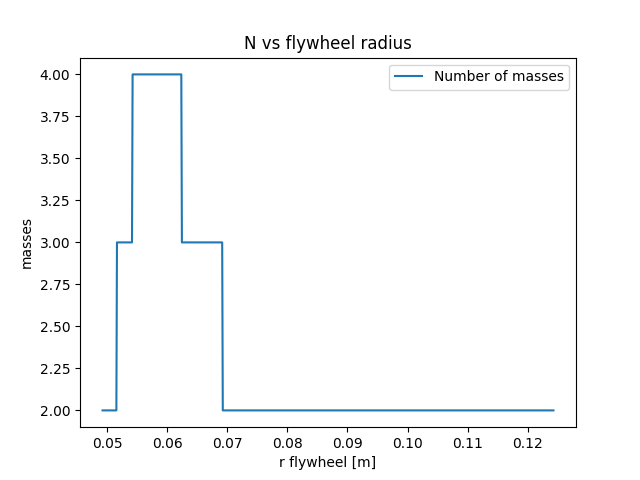 N vs flywheel radius
Number of masses
4.00
3.75
3.50
3.25
3.00
2.75
2.50
2.25
2.00
masses
0.05 0.06 0.07 0.08 0.09 0.10 0.11 0.12
r flywheel [m]